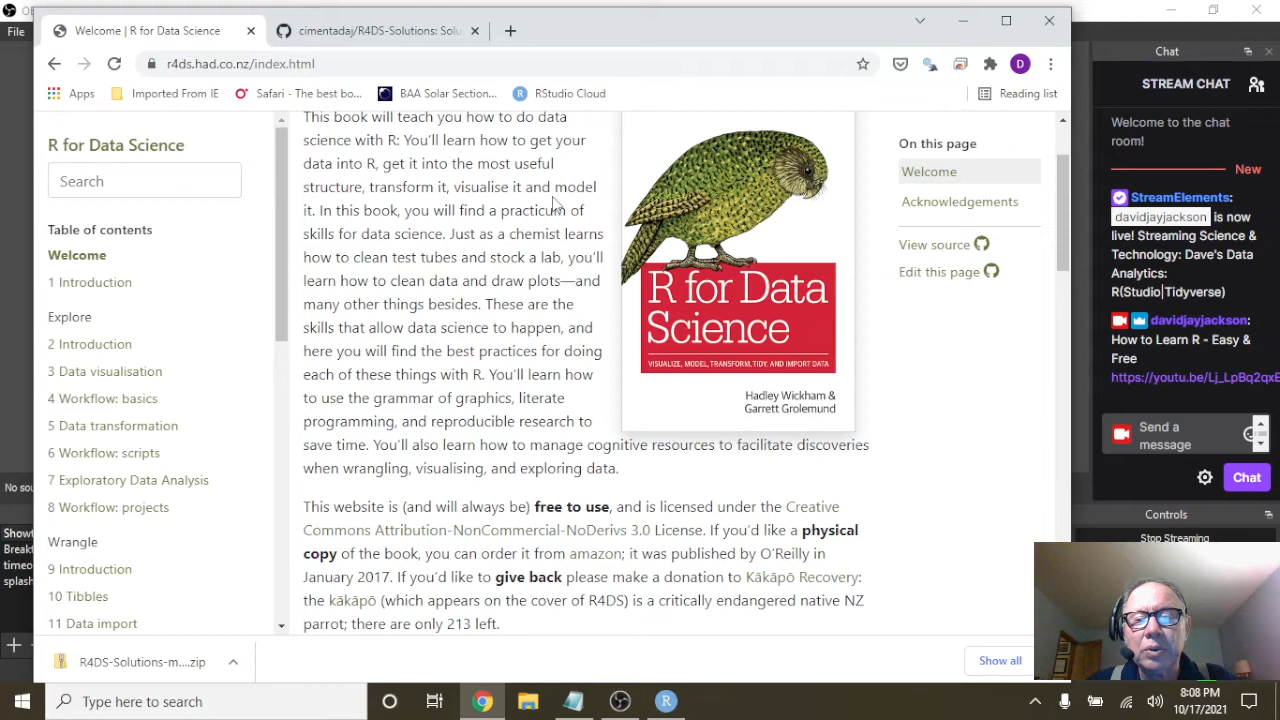 File
Welcome | R for Data Science
cimentadaj/R4DS-Solutions: Solu
r4ds.had.co.nz/index.html
D
Apps
Imported From IE
Safari - The best bo...
BAA Solar Section...
RStudio Cloud
Reading list
R for Data Science
Search
Table of contents
Welcome
1 Introduction
Explore
2 Introduction
3 Data visualisation
4 Workflow: basics
5 Data transformation
6 Workflow: scripts
7 Exploratory Data Analysis
8 Workflow: projects
Wrangle
9 Introduction
10 Tibbles
11 Data import
This book will teach you how to do data
science with R: You'll learn how to get your
data into R, get it into the most useful
structure, transform it, visualise it and model
it. In this book, you will find a practicum of
skills for data science. Just as a chemist learns
how to clean test tubes and stock a lab, you'll
learn how to clean data and draw plots—and
many other things besides. These are the
skills that allow data science to happen, and
here you will find the best practices for doing
each of these things with R. You'll learn how
to use the grammar of graphics, literate
programming, and reproducible research to
save time. You'll also learn how to manage cognitive resources to facilitate discoveries
when wrangling, visualising, and exploring data.
R for Data
Science
VISUALIZE, MODEL, TRANSFORM, TIDY, AND IMPORT DATA
Hadley Wickham &
Garrett Grolemund
This website is (and will always be) free to use, and is licensed under the Creative
Commons Attribution-NonCommercial-NoDerivs 3.0 License. If you'd like a physical
copy of the book, you can order it from amazon; it was published by O'Reilly in
January 2017. If you'd like to give back please make a donation to Kākāpō Recovery:
the kākāpō (which appears on the cover of R4DS) is a critically endangered native NZ
parrot; there are only 213 left.
On this page
Welcome
Acknowledgements
View source
Edit this page
Chat
STREAM CHAT
Welcome to the chat
room!
New
StreamElements:
davidjayjackson is now
live! Streaming Science &
Technology: Dave's Data
Analytics:
R(Studio|Tidyverse)
davidjayjackson:
How to Learn R - Easy &
Free
https://youtu.be/Lj_LpBq2qxE
Send a
message
Chat
Controls
Stop Streaming
No sou
Showt
Breakt
splash
R4DS-Solutions-m....zip
Show all
Type here to search
R
8:08 PM
10/17/2021